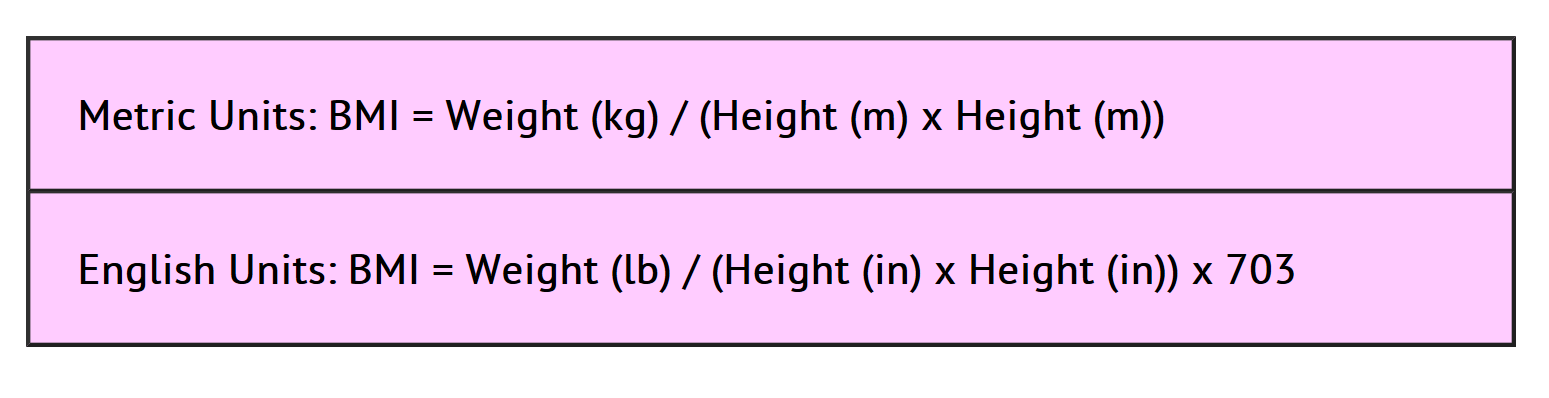 Metric Units: BMI = Weight (kg) / (Height (m) x Height (m))
English Units: BMI = Weight (lb) / (Height (in) x Height (in)) x 703